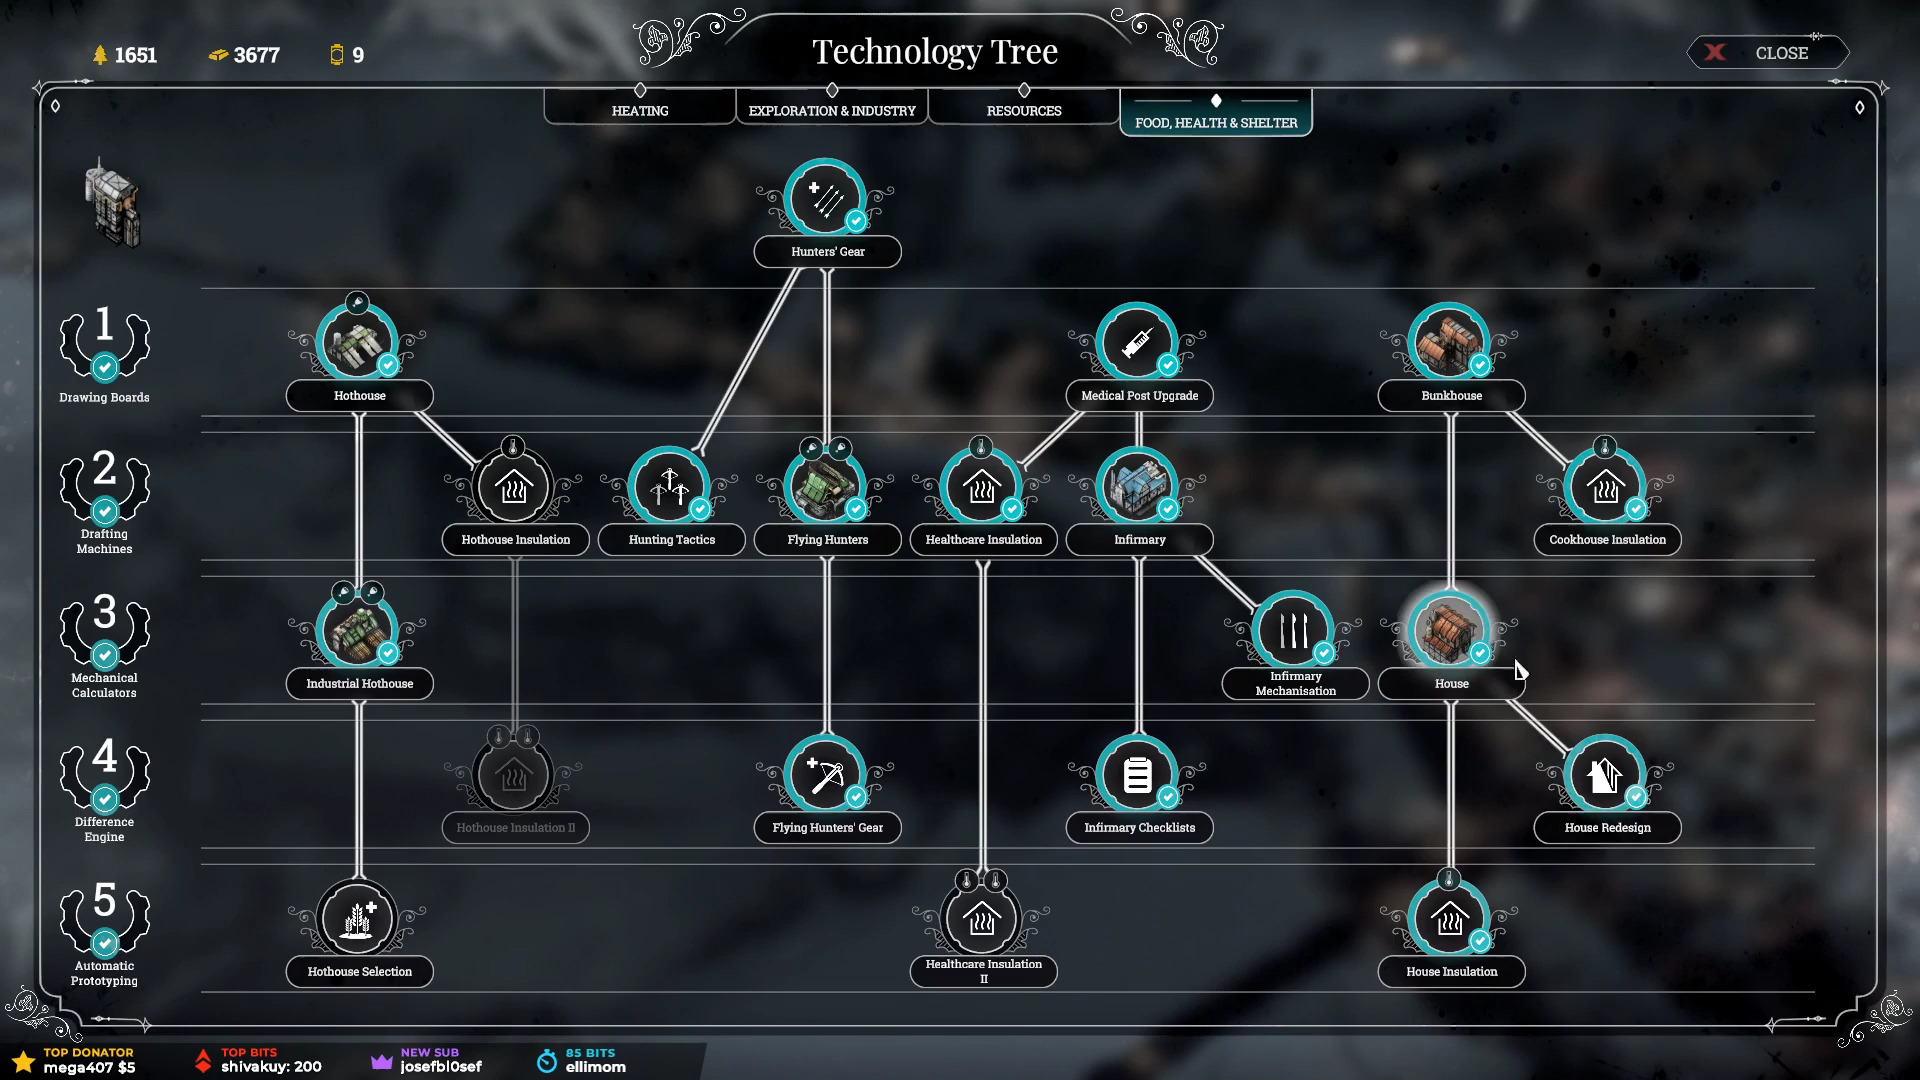 1651
3677
9
Technology Tree
CLOSE
HEATING
EXPLORATION & INDUSTRY
RESOURCES
FOOD, HEALTH & SHELTER
Hunters' Gear
1
Drawing Boards
Hothouse
Medical Post Upgrade
Bunkhouse
2
Drafting
Machines
Hothouse Insulation
Hunting Tactics
Flying Hunters
Healthcare Insulation
Infirmary
Cookhouse Insulation
3
Mechanical
Calculators
Industrial Hothouse
Infirmary
Mechanisation
House
4
Difference
Engine
Hothouse Insulation II
Flying Hunters' Gear
Infirmary Checklists
House Redesign
5
Automatic
Prototyping
Hothouse Selection
Healthcare Insulation
II
House Insulation
TOP DONATOR
mega407 $5
TOP BITS
shivakuy: 200
NEW SUB
josefbl0sef
85 BITS
ellimom